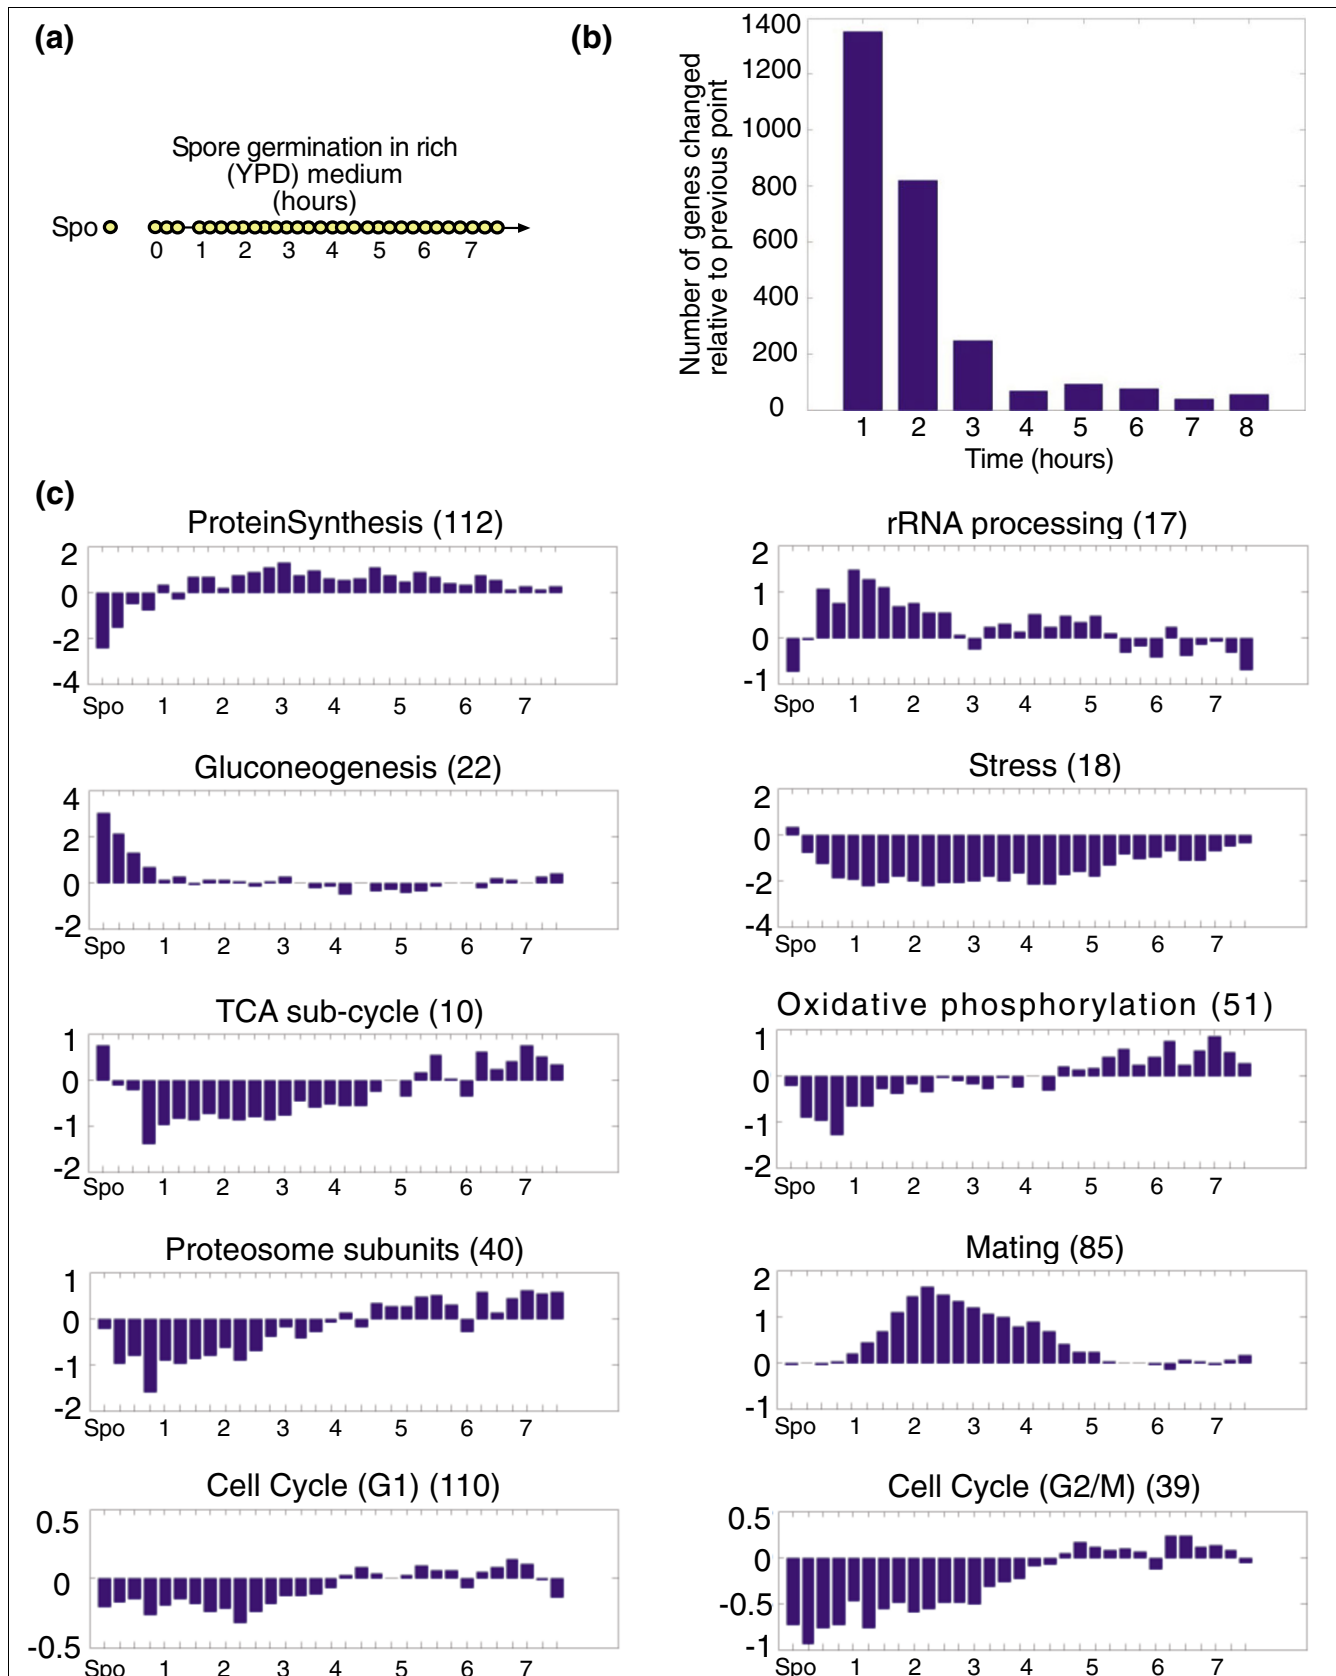 (a)
Spore germination in rich
(YPD) medium
(hours)
Spo
0 1 2 3 4 5 6 7
(b)
Number of genes changed
relative to previous point
1400
1200
1000
800
600
400
200
0
1 2 3 4 5 6 7 8
Time (hours)
(c)
ProteinSynthesis (112)
2
0
-2
-4
Spo 1 2 3 4 5 6 7
rRNA processing (17)
2
1
0
-1
Spo 1 2 3 4 5 6 7
Gluconeogenesis (22)
4
2
0
-2
Spo 1 2 3 4 5 6 7
Stress (18)
2
0
-2
-4
Spo 1 2 3 4 5 6 7
TCA sub-cycle (10)
1
0
-1
-2
Spo 1 2 3 4 5 6 7
Oxidative phosphorylation (51)
1
0
-1
-2
Spo 1 2 3 4 5 6 7
Proteosome subunits (40)
1
0
-1
-2
Spo 1 2 3 4 5 6 7
Mating (85)
2
1
0
-1
Spo 1 2 3 4 5 6 7
Cell Cycle (G1) (110)
0.5
0
-0.5
Spo 1 2 3 4 5 6 7
Cell Cycle (G2/M) (39)
0.5
0
-0.5
-1
Spo 1 2 3 4 5 6 7